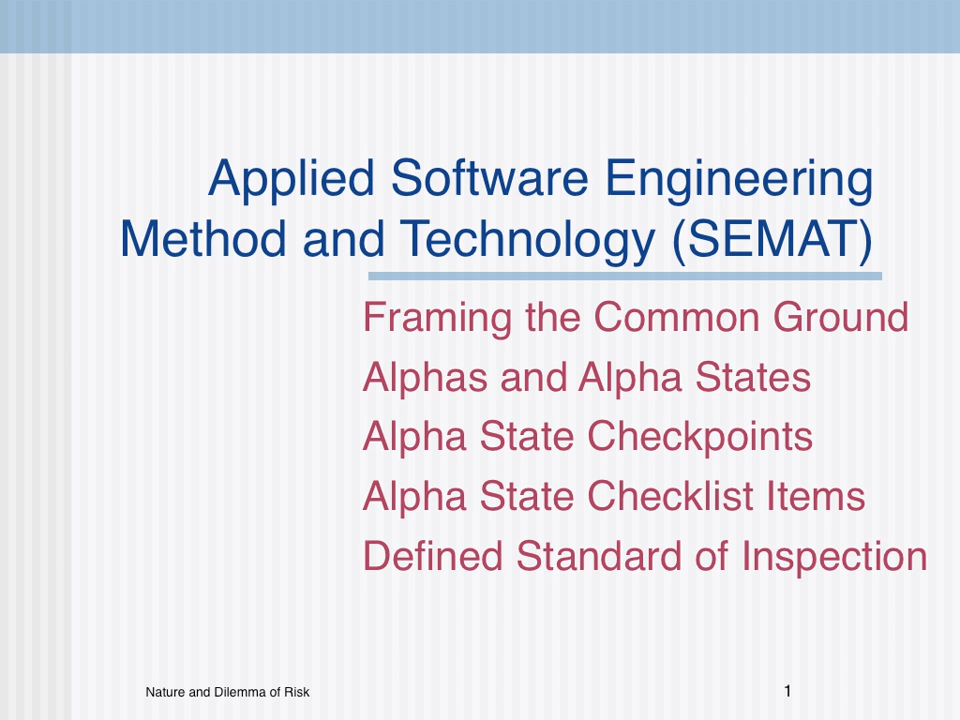 Applied Software Engineering
Method and Technology (SEMAT)
Framing the Common Ground
Alphas and Alpha States
Alpha State Checkpoints
Alpha State Checklist Items
Defined Standard of Inspection
Nature and Dilemma of Risk
1